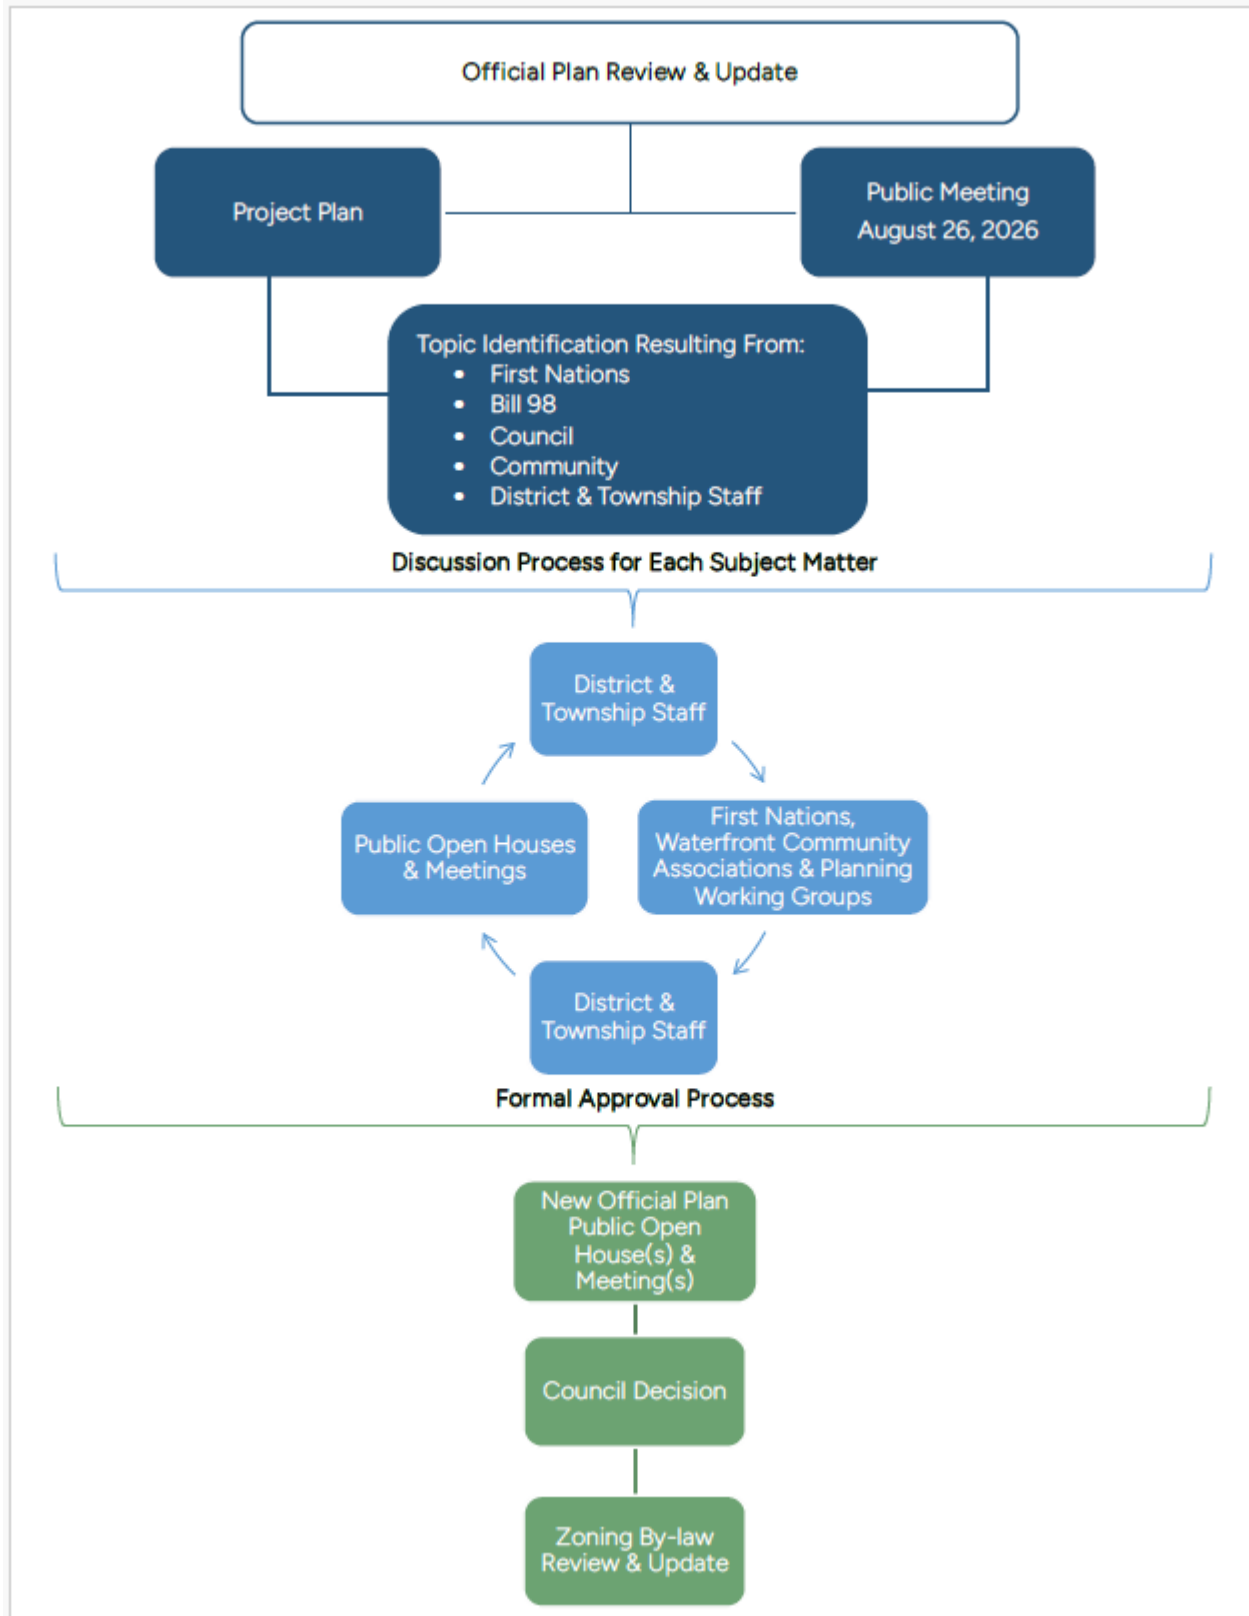 Official Plan Review & Update
Project Plan
Public Meeting
August 26, 2026
Topic Identification Resulting From:
• First Nations
• Bill 98
• Council
• Community
• District & Township Staff
Discussion Process for Each Subject Matter
District &
Township Staff
Public Open Houses
& Meetings
First Nations,
Waterfront Community
Associations & Planning
Working Groups
District &
Township Staff
Formal Approval Process
New Official Plan
Public Open
House(s) &
Meeting(s)
Council Decision
Zoning By-law
Review & Update